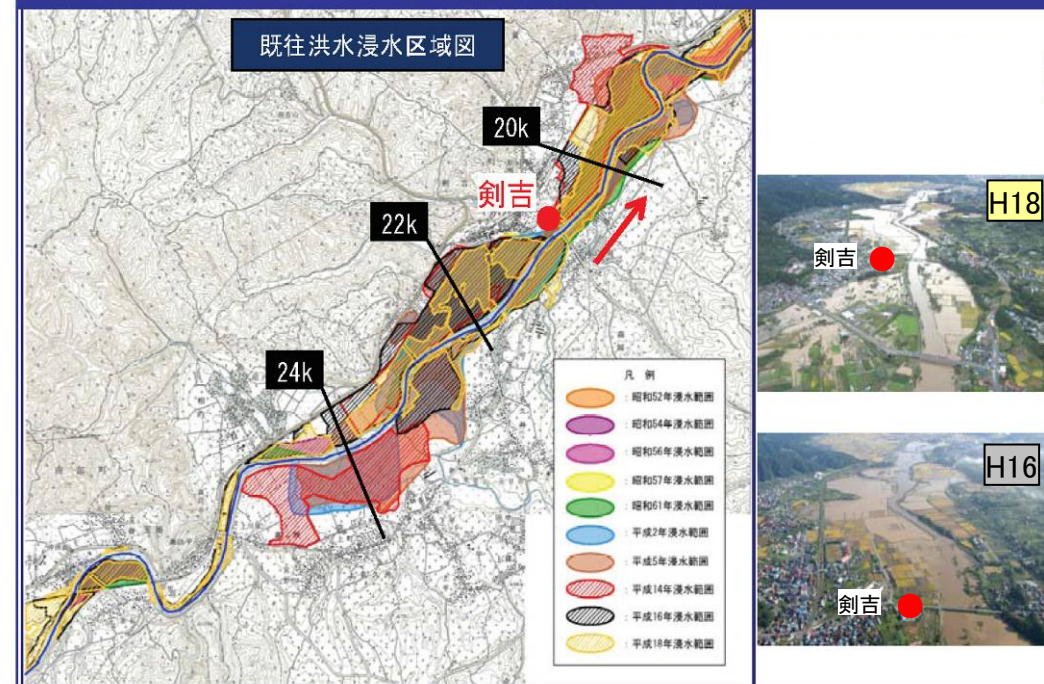 既往洪水浸水区域図
20k
剣吉
22k
24k
凡 例
：昭和52年浸水範囲
：昭和54年浸水範囲
：昭和56年浸水範囲
：昭和57年浸水範囲
：昭和61年浸水範囲
：平成2年浸水範囲
：平成5年浸水範囲
：平成14年浸水範囲
：平成16年浸水範囲
：平成18年浸水範囲
H18
剣吉
H16
剣吉